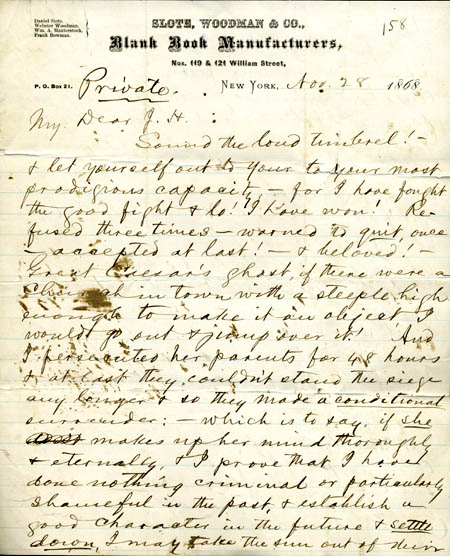 Daniel Slote.
Webster Woodman.
Wm. A. Mauterstock.
Frank Bowman.
158
SLOTE, WOODMAN & CO.,
Blank Book Manufacturers,
Nos. 119 & 121 William Street,
P. O. Box 21.
NEW YORK, Nov. 28 1868
Private.
My Dear J. H. :
Sound the loud timbrel! –
& let yourself out to your to your most
prodigious capacity, – for I have fought
the good fight & lo! I have won! Re-
fused three times – warned to quit, once
– accepted at last! – & beloved! –
Great Caesar's ghost, if there were a
church in town with a steeple high
enough to make it an object I
would go out & jump over it! And
I persecuted her parents for 48 hours
& at last they couldn't stand the siege
any longer & so they made a conditional
surrender: – which is to say, if she
makes up her mind thoroughly
& eternally, & I prove that I have
done nothing criminal or particularly
shameful in the past, & establish a
good character in the future & settle
down, I may take the sun out of their